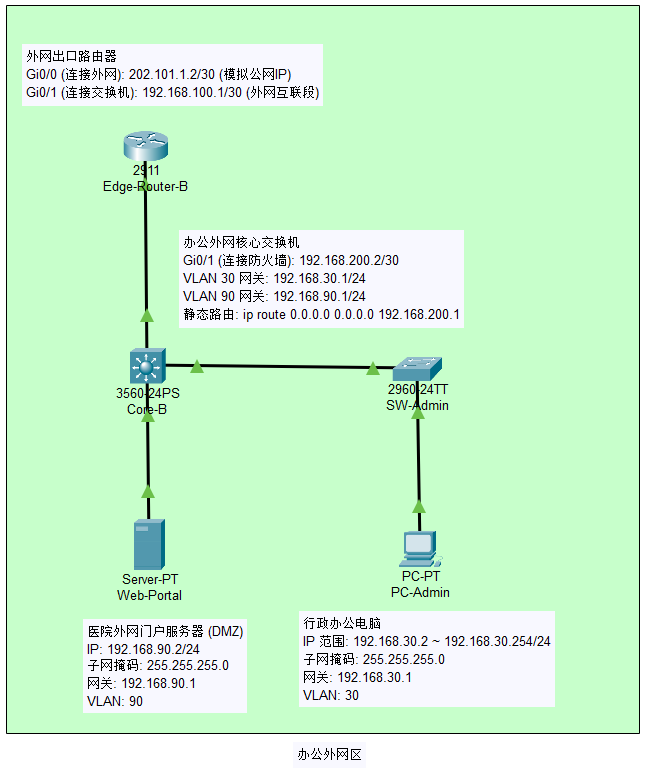 外网出口路由器
Gi0/0 (连接外网): 202.101.1.2/30 (模拟公网IP)
Gi0/1 (连接交换机): 192.168.100.1/30 (外网互联段)
2911
Edge-Router-B
办公外网核心交换机
Gi0/1 (连接防火墙): 192.168.200.2/30
VLAN 30 网关: 192.168.30.1/24
VLAN 90 网关: 192.168.90.1/24
静态路由: ip route 0.0.0.0 0.0.0.0 192.168.200.1
3560-24PS
Core-B
2960-24TT
SW-Admin
Server-PT
Web-Portal
PC-PT
PC-Admin
医院外网门户服务器 (DMZ)
IP: 192.168.90.2/24
子网掩码: 255.255.255.0
网关: 192.168.90.1
VLAN: 90
行政办公电脑
IP 范围: 192.168.30.2 ~ 192.168.30.254/24
子网掩码: 255.255.255.0
网关: 192.168.30.1
VLAN: 30
办公外网区